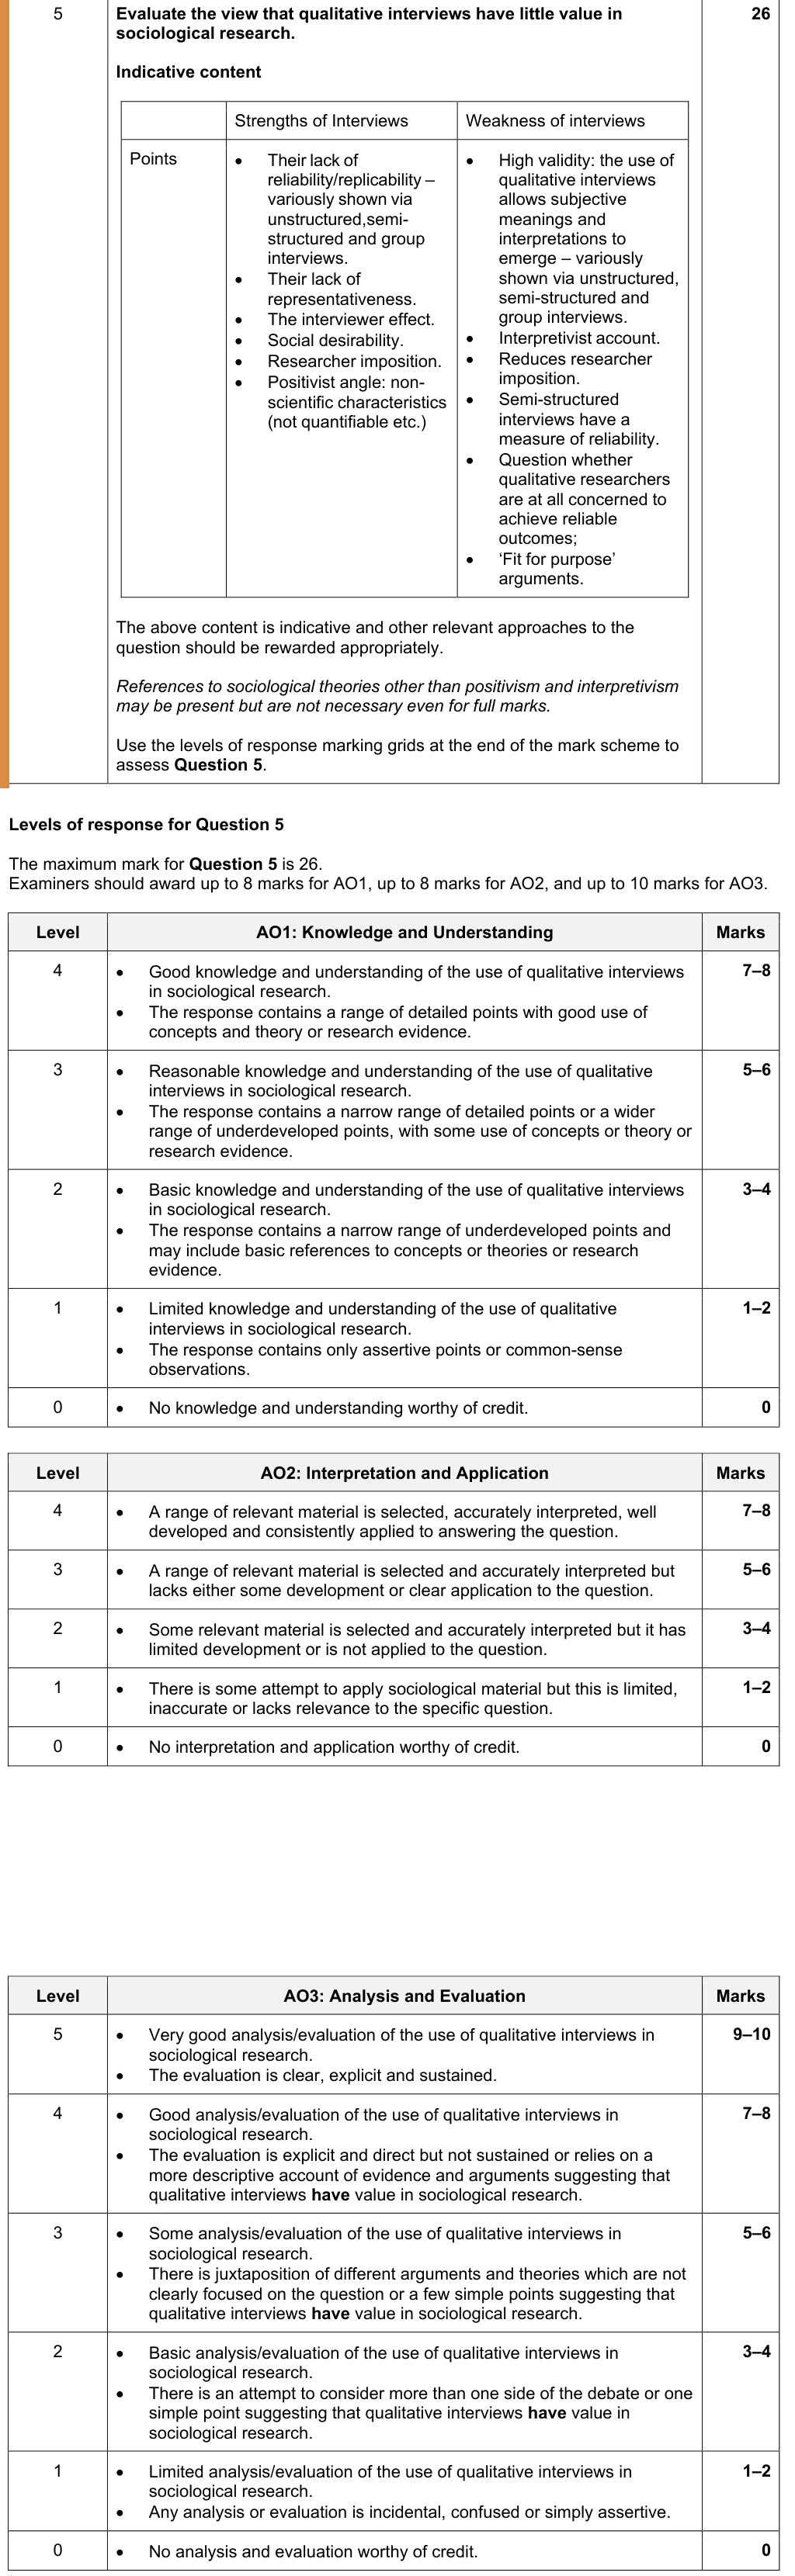 5
Evaluate the view that qualitative interviews have little value in
sociological research.
26
Indicative content
Strengths of Interviews
Weakness of interviews
Points
• Their lack of
reliability/replicability –
variously shown via
unstructured,semi-
structured and group
interviews.
• Their lack of
representativeness.
• The interviewer effect.
• Social desirability.
• Researcher imposition.
• Positivist angle: non-
scientific characteristics
(not quantifiable etc.)
• High validity: the use of
qualitative interviews
allows subjective
meanings and
interpretations to
emerge – variously
shown via unstructured,
semi-structured and
group interviews.
• Interpretivist account.
• Reduces researcher
imposition.
• Semi-structured
interviews have a
measure of reliability.
• Question whether
qualitative researchers
are at all concerned to
achieve reliable
outcomes;
• ‘Fit for purpose’
arguments.
The above content is indicative and other relevant approaches to the
question should be rewarded appropriately.
References to sociological theories other than positivism and interpretivism
may be present but are not necessary even for full marks.
Use the levels of response marking grids at the end of the mark scheme to
assess Question 5.
Levels of response for Question 5
The maximum mark for Question 5 is 26.
Examiners should award up to 8 marks for AO1, up to 8 marks for AO2, and up to 10 marks for AO3.
Level AO1: Knowledge and Understanding Marks
4 • Good knowledge and understanding of the use of qualitative interviews 7–8
in sociological research.
• The response contains a range of detailed points with good use of
concepts and theory or research evidence.
3 • Reasonable knowledge and understanding of the use of qualitative 5–6
interviews in sociological research.
• The response contains a narrow range of detailed points or a wider
range of underdeveloped points, with some use of concepts or theory or
research evidence.
2 • Basic knowledge and understanding of the use of qualitative interviews 3–4
in sociological research.
• The response contains a narrow range of underdeveloped points and
may include basic references to concepts or theories or research
evidence.
1 • Limited knowledge and understanding of the use of qualitative 1–2
interviews in sociological research.
• The response contains only assertive points or common-sense
observations.
0 • No knowledge and understanding worthy of credit. 0
Level AO2: Interpretation and Application Marks
4 • A range of relevant material is selected, accurately interpreted, well 7–8
developed and consistently applied to answering the question.
3 • A range of relevant material is selected and accurately interpreted but 5–6
lacks either some development or clear application to the question.
2 • Some relevant material is selected and accurately interpreted but it has 3–4
limited development or is not applied to the question.
1 • There is some attempt to apply sociological material but this is limited, 1–2
inaccurate or lacks relevance to the specific question.
0 • No interpretation and application worthy of credit. 0
Level AO3: Analysis and Evaluation Marks
5 • Very good analysis/evaluation of the use of qualitative interviews in 9–10
sociological research.
• The evaluation is clear, explicit and sustained.
4 • Good analysis/evaluation of the use of qualitative interviews in 7–8
sociological research.
• The evaluation is explicit and direct but not sustained or relies on a
more descriptive account of evidence and arguments suggesting that
qualitative interviews have value in sociological research.
3 • Some analysis/evaluation of the use of qualitative interviews in 5–6
sociological research.
• There is juxtaposition of different arguments and theories which are not
clearly focused on the question or a few simple points suggesting that
qualitative interviews have value in sociological research.
2 • Basic analysis/evaluation of the use of qualitative interviews in 3–4
sociological research.
• There is an attempt to consider more than one side of the debate or one
simple point suggesting that qualitative interviews have value in
sociological research.
1 • Limited analysis/evaluation of the use of qualitative interviews in 1–2
sociological research.
• Any analysis or evaluation is incidental, confused or simply assertive.
0 • No analysis and evaluation worthy of credit. 0